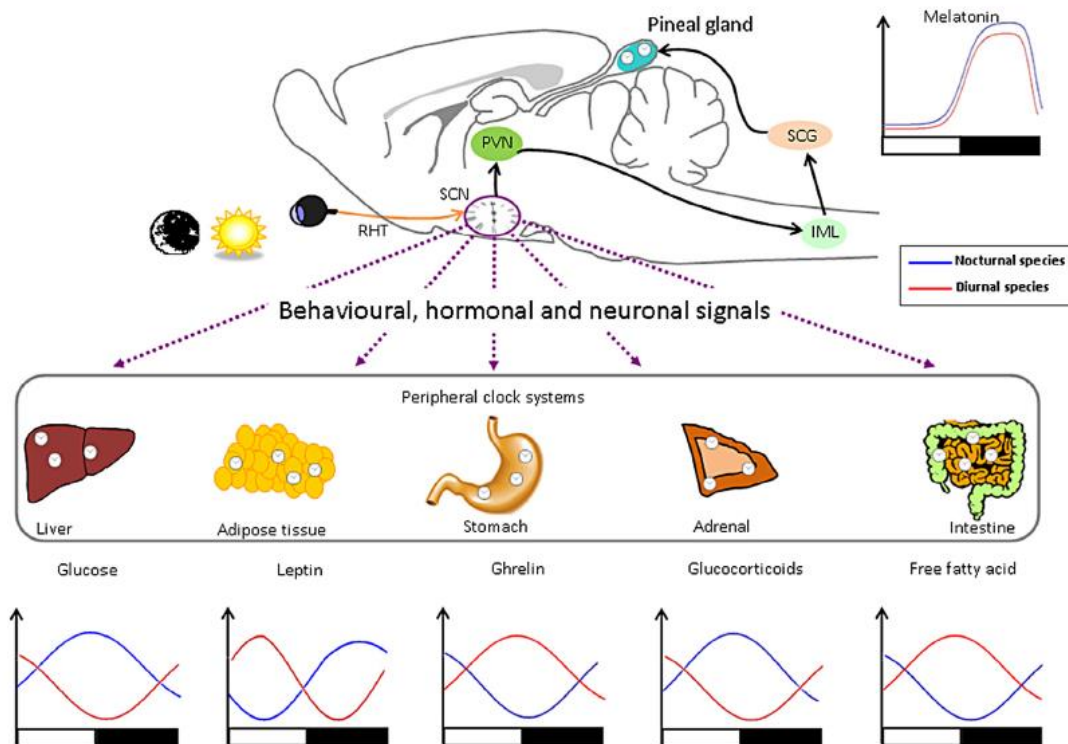 Pineal gland
Melatonin
PVN
SCG
SCN
RHT
IML
Nocturnal species
Diurnal species
Behavioural, hormonal and neuronal signals
Peripheral clock systems
Liver
Adipose tissue
Stomach
Adrenal
Intestine
Glucose
Leptin
Ghrelin
Glucocorticoids
Free fatty acid